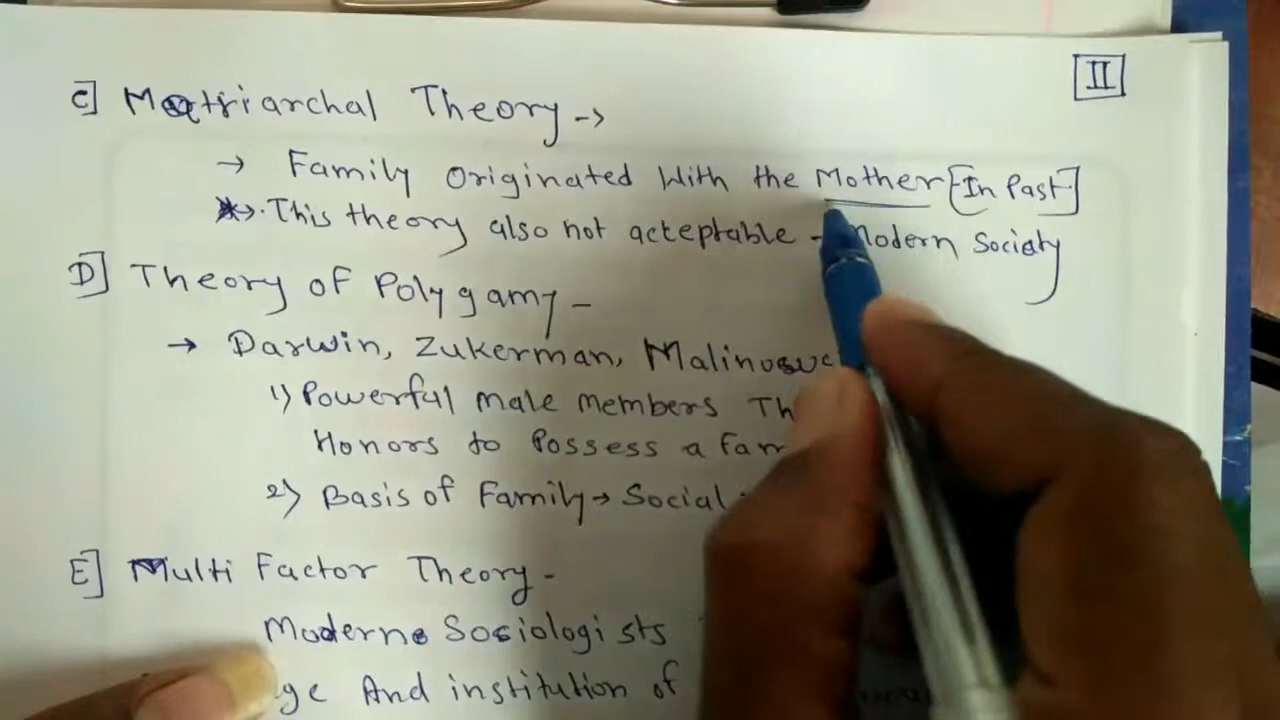 II
C] Matriarchal Theory →
→ Family Originated With the Mother [In Past]
→. This theory also not acteptable - Modern Sociaty
D] Theory of Polygamy -
→ Darwin, Zukerman,
1) Powerful male members
Honors to Possess a
2) Basis of Family → Social
E] Multi Factor Theory -
Moderne Sosiologists
And institution of